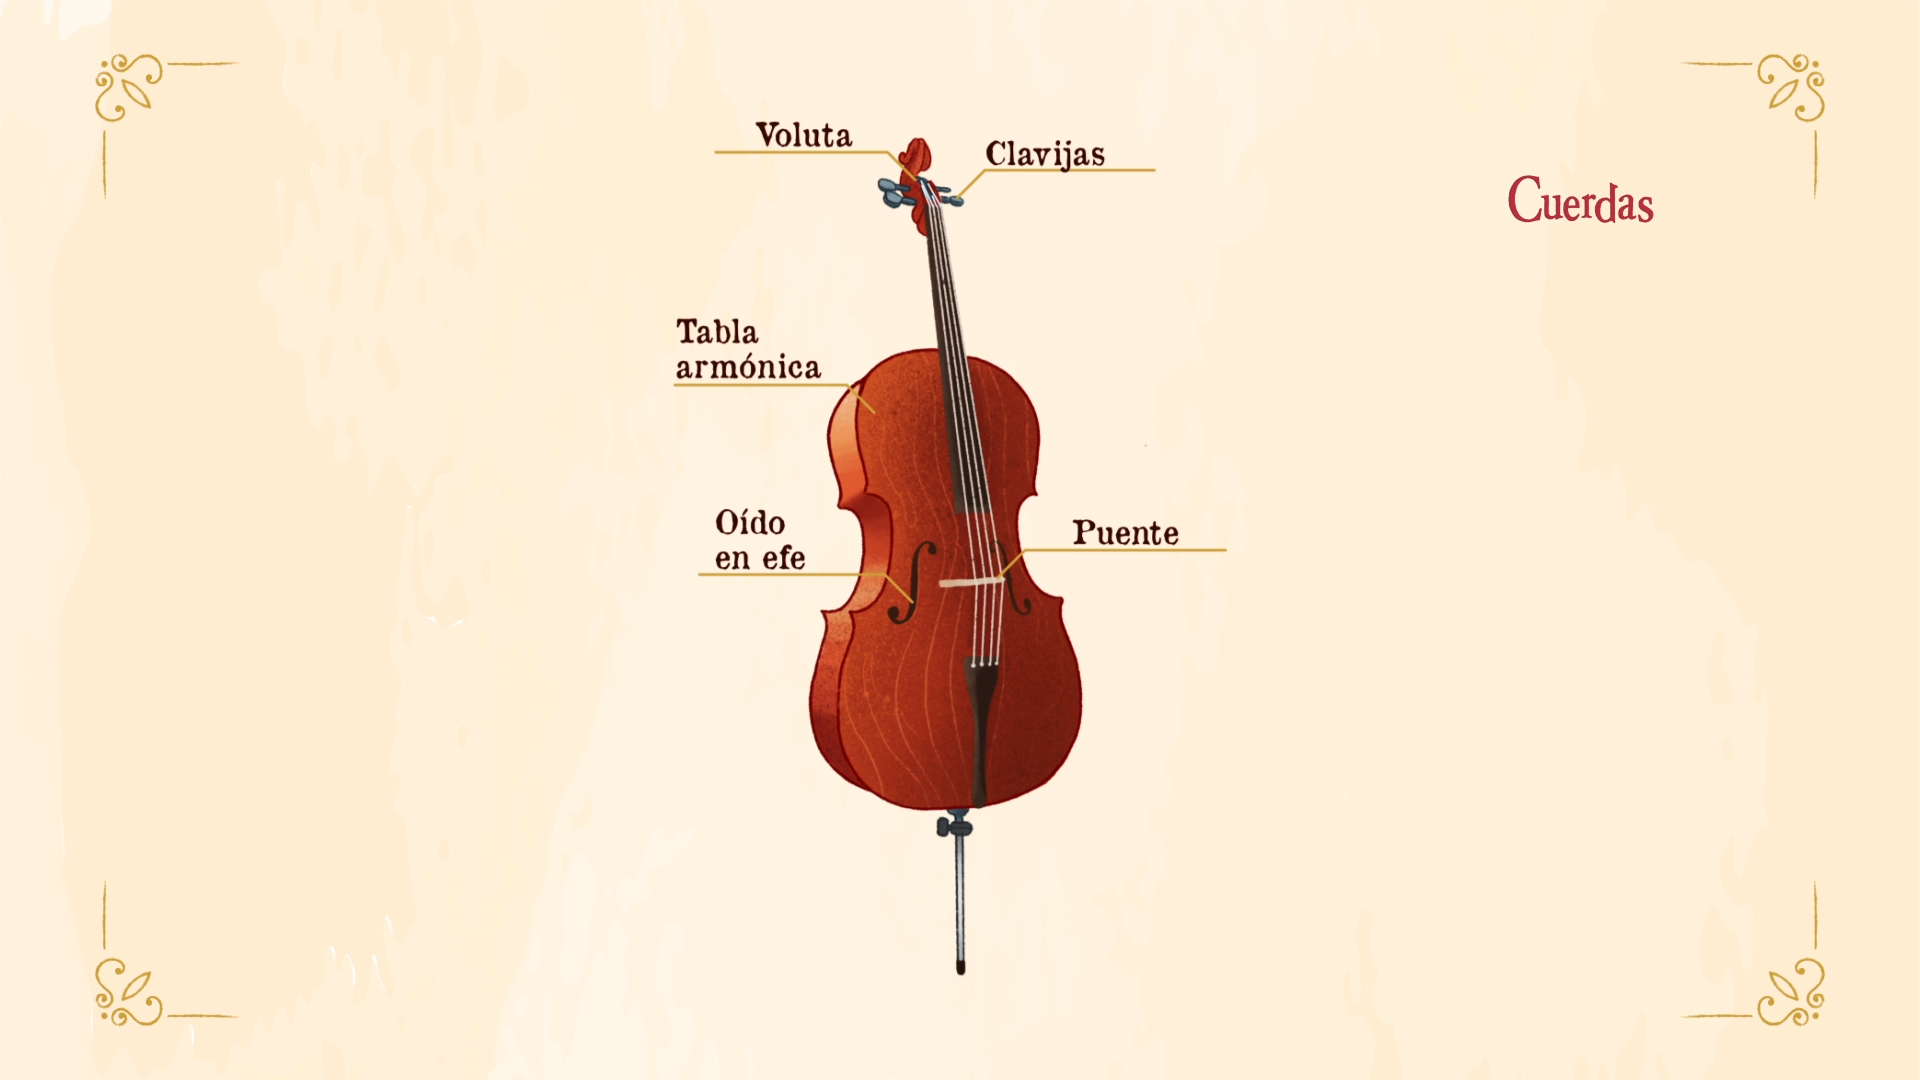 Voluta
Clavijas
Cuerdas
Tabla
armónica
Oído
en efe
Puente